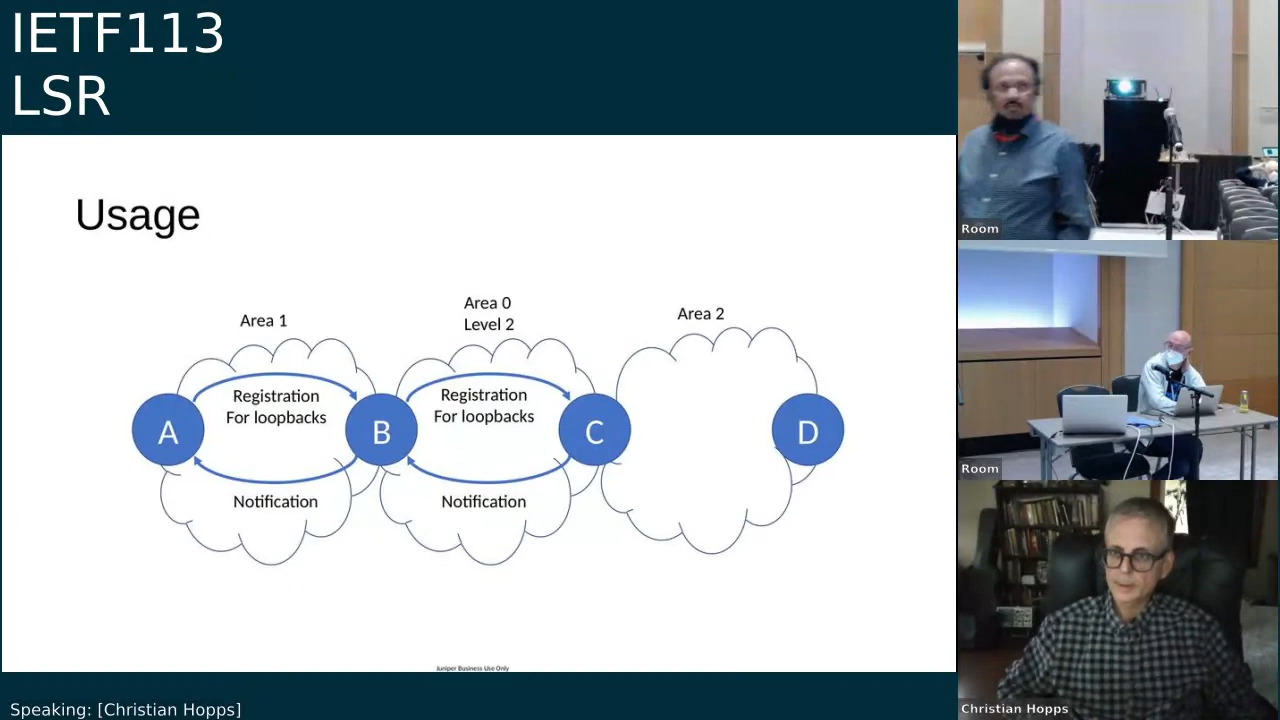 IETF113
LSR
Usage
Area 1
Area 0
Level 2
Area 2
Registration
For loopbacks
Registration
For loopbacks
A
B
C
D
Notification
Notification
Juniper Business Use Only
Speaking: [Christian Hopps]
Room
Room
Christian Hopps